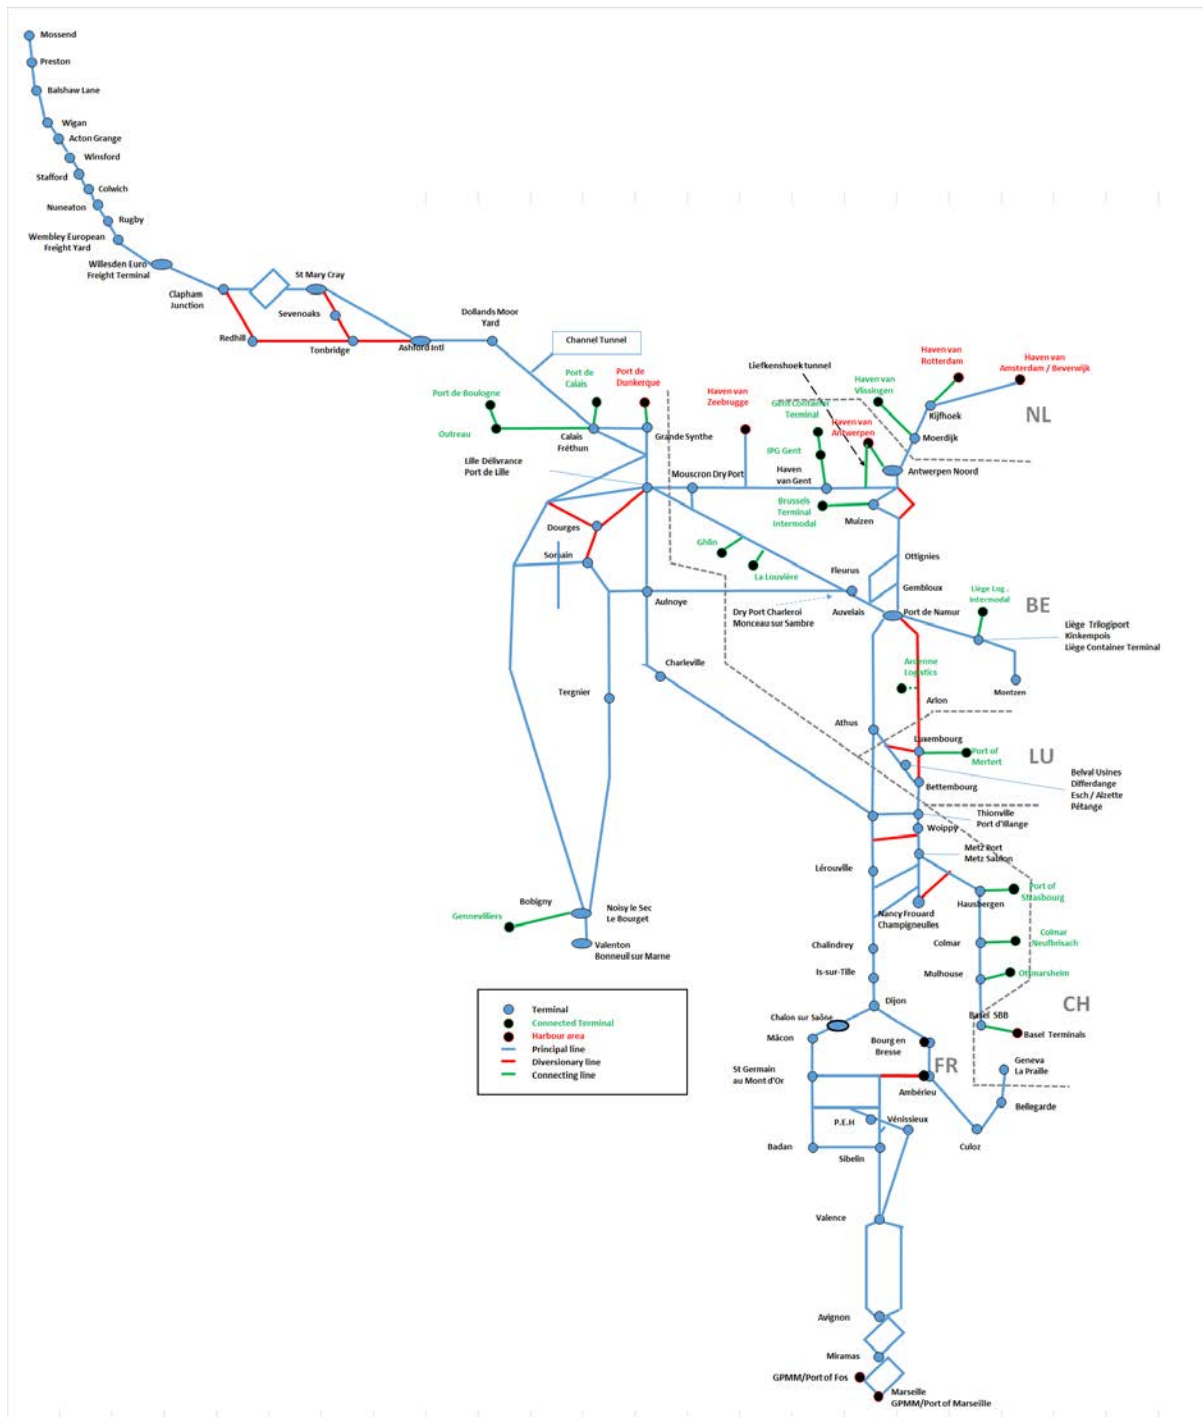 Mossend
Preston
Balshaw Lane
Wigan
Acton Grange
Winsford
Stafford
Colwich
Nuneaton
Rugby
Wembley European
Freight Yard
Willesden Euro
Freight Terminal
Clapham
Junction
St Mary Cray
Sevenoaks
Redhill
Tonbridge
Ashford Intl
Dollands Moor
Yard
Channel Tunnel
Port de Boulogne
Outreau
Port de
Calais
Port de
Dunkerque
Calais
Fréthun
Grande Synthe
Haven van
Zeebrugge
Liefkenshoek tunnel
Gent Container
Terminal
Haven van
Vlissingen
Haven van
Rotterdam
Haven van
Amsterdam / Beverwijk
NL
Kijfhoek
Moerdijk
Haven van
Antwerpen
Antwerpen Noord
IPG Gent
Haven
van Gent
Lille Délivrance
Port de Lille
Mouscron Dry Port
Brussels
Terminal
Intermodal
Muizen
Dourges
Somain
Ghlin
La Louvière
Fleurus
Ottignies
Gembloux
Aulnoye
Dry Port Charleroi
Monceau sur Sambre
Auvelais
Port de Namur
Liège Log .
Intermodal
BE
Liège Trilogiport
Kinkempois
Liège Container Terminal
Montzen
Charleville
Tergnier
Ardenne
Logistics
Arlon
Athus
Luxembourg
Port of
Mertert
LU
Belval Usines
Differdange
Esch / Alzette
Pétange
Bettembourg
Thionville
Port d'Illange
Woippy
Metz Port
Metz Sablon
Lérouville
Nancy Frouard
Champigneulles
Hausbergen
Port of
Strasbourg
Bobigny
Gennevilliers
Noisy le Sec
Le Bourget
Valenton
Bonneuil sur Marne
Chalindrey
Is-sur-Tille
Colmar
Colmar
Neufbrisach
Mulhouse
Ottmarsheim
CH
Dijon
Chalon sur Saône
Basel SBB
Basel Terminals
Terminal
Connected Terminal
Harbour area
Principal line
Diversionary line
Connecting line
Mâcon
Bourg en
Bresse
FR
St Germain
au Mont d'Or
Ambérieu
Geneva
La Praille
Bellegarde
P.E.H
Vénissieux
Badan
Sibelin
Culoz
Valence
Avignon
Miramas
GPMM/Port of Fos
Marseille
GPMM/Port of Marseille